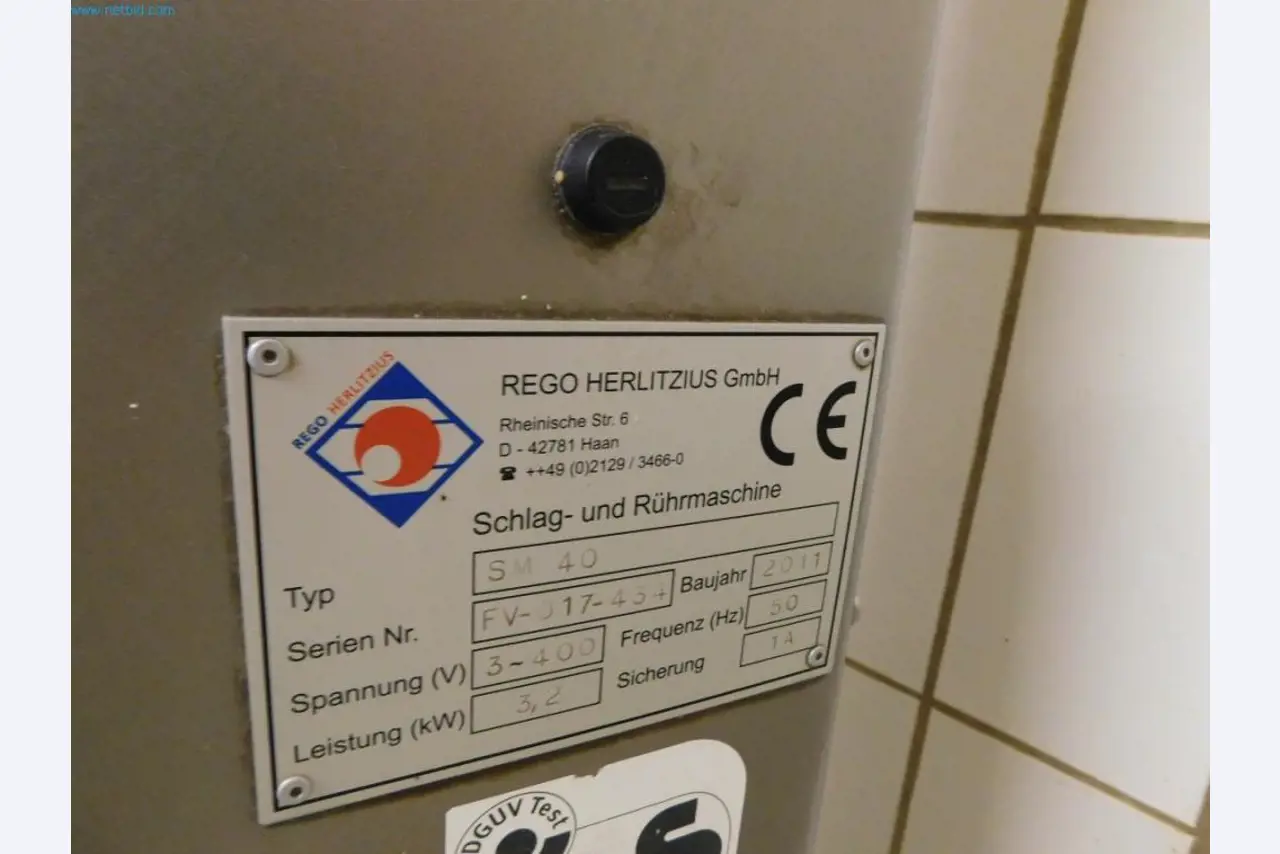 www.netbid.com
REGO HERLITZIUS
REGO HERLITZIUS GmbH
Rheinische Str. 6
D - 42781 Haan
☎ ++49 (0)2129 / 3466-0
CE
Schlag- und Rührmaschine
Typ SM 40
Serien Nr. Baujahr 2011
Spannung (V) 3~400 Frequenz (Hz) 50
Leistung (kW) 3,2 Sicherung 1A
DGUV Test
S